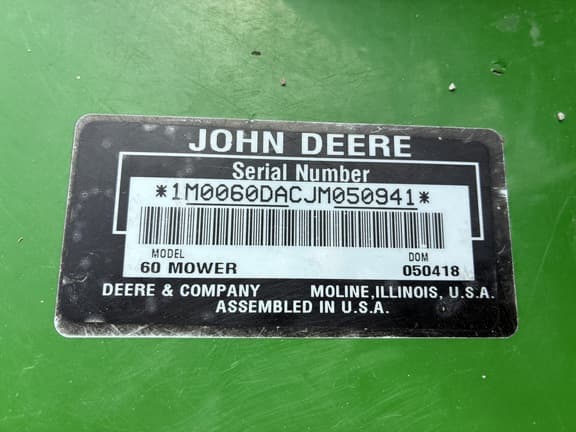 JOHN DEERE
Serial Number
*1M0060DACJM050941*
MODEL DOM
60 MOWER 050418
DEERE & COMPANY MOLINE,ILLINOIS, U.S.A.
ASSEMBLED IN U.S.A.